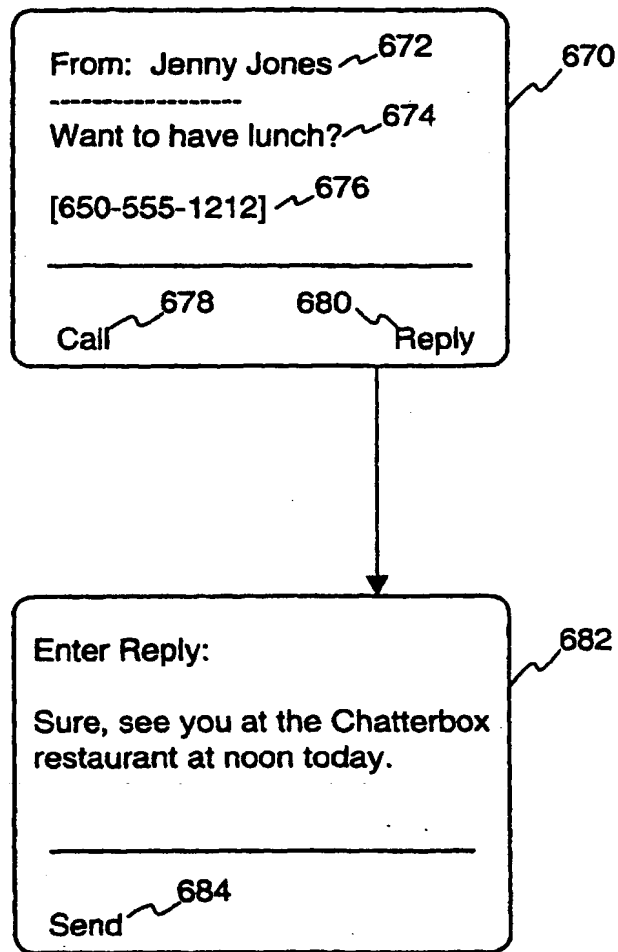 From: Jenny Jones 672
670
------------------
Want to have lunch? 674
[650-555-1212] 676
678 680
Call Reply
Enter Reply:
682
Sure, see you at the Chatterbox
restaurant at noon today.
684
Send